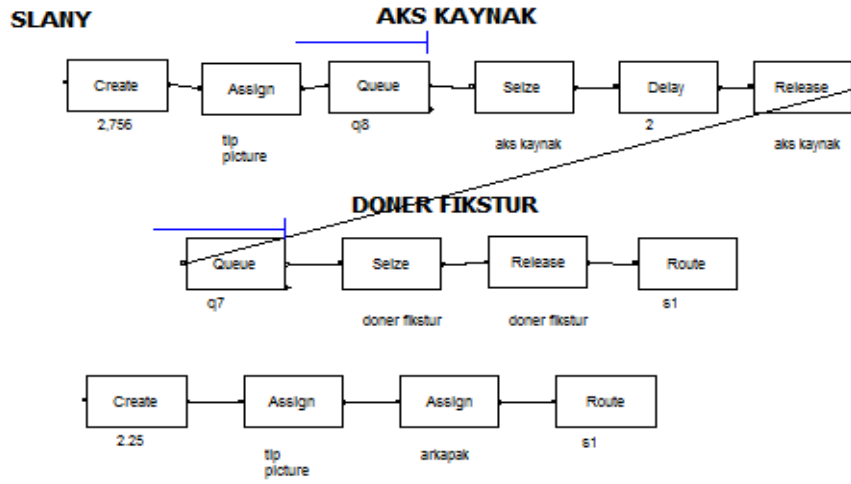 SLANY
AKS KAYNAK
Create
Assign
Queue
Seize
Delay
Release
2,756
tip
picture
q8
aks kaynak
2
aks kaynak
DONER FIKSTUR
Queue
Seize
Release
Route
q7
doner fikstur
doner fikstur
s1
Create
Assign
Assign
Route
2.25
tip
picture
arkapak
s1